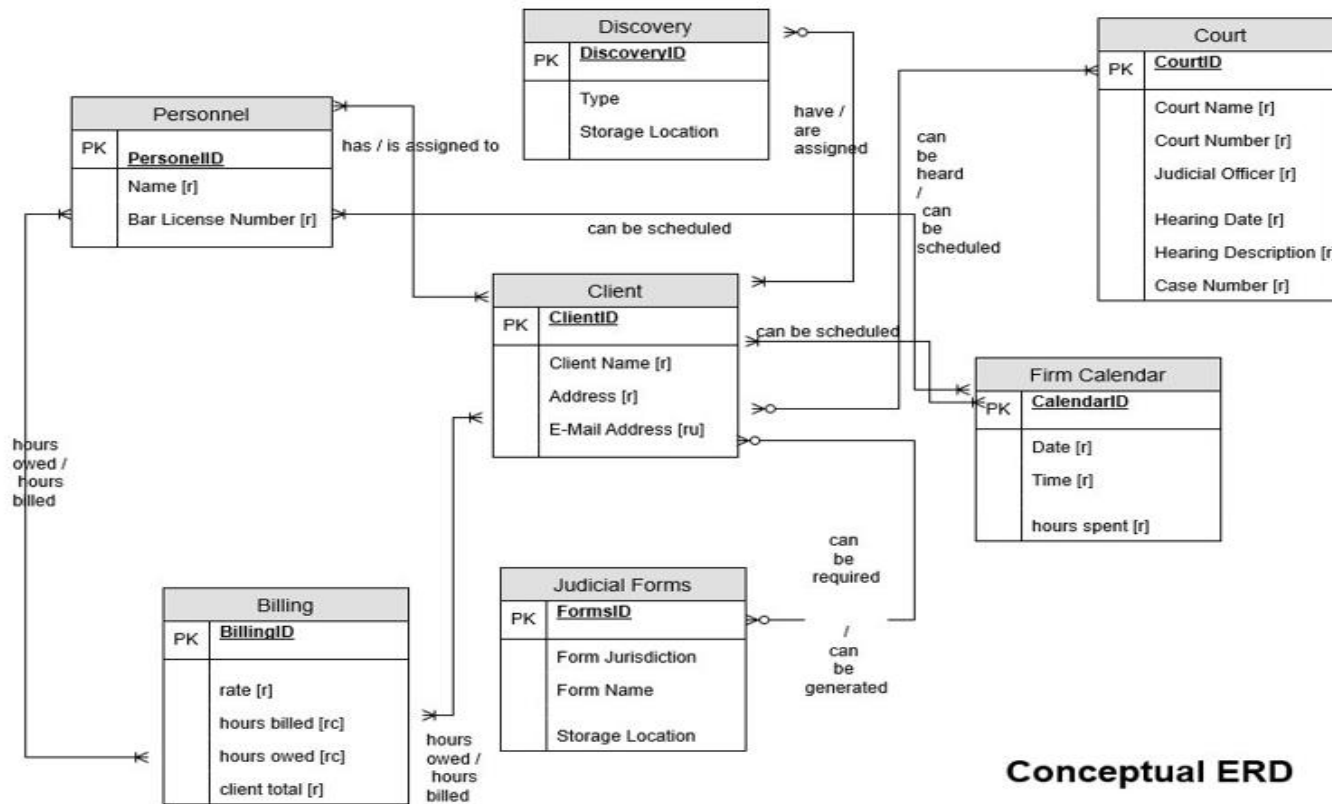 Discovery
PK DiscoveryID
Type
Storage Location
Court
PK CourtID
Court Name [r]
Court Number [r]
Judicial Officer [r]
Hearing Date [r]
Hearing Description [r
Case Number [r]
Personnel
PK PersonelID
Name [r]
Bar License Number [r]
has / is assigned to
have /
are
assigned
can
be
heard
/
can
be
scheduled
can be scheduled
Client
PK ClientID
Client Name [r]
Address [r]
E-Mail Address [ru]
can be scheduled
Firm Calendar
PK CalendarID
Date [r]
Time [r]
hours spent [r]
hours
owed /
hours
billed
can
be
required
/
can
be
generated
Judicial Forms
PK FormsID
Form Jurisdiction
Form Name
Storage Location
Billing
PK BillingID
rate [r]
hours billed [rc]
hours owed [rc]
client total [r]
hours
owed /
hours
billed
Conceptual ERD